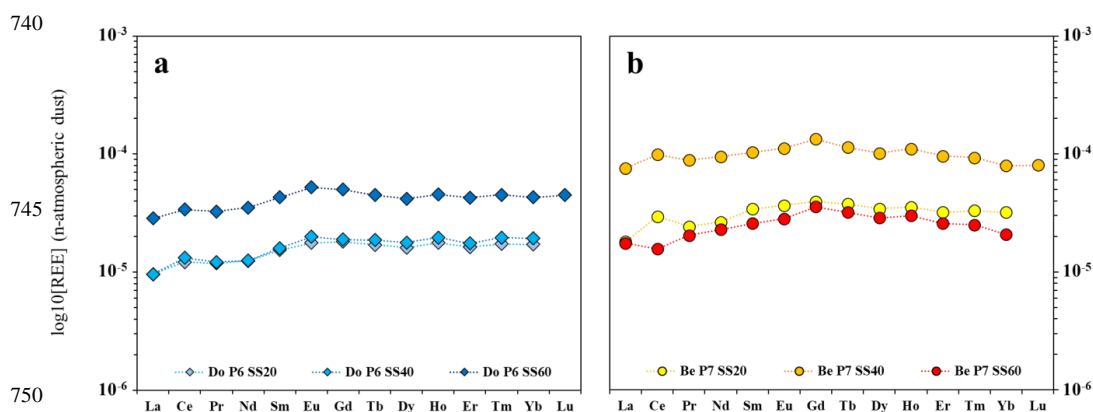 740
10-3
a
10-4
745
log10[REE] (n-atmospheric dust)
10-5
Do P6 SS20 Do P6 SS40 Do P6 SS60
750
10-6
La Ce Pr Nd Sm Eu Gd Tb Dy Ho Er Tm Yb Lu
b
10-3
10-4
10-5
Be P7 SS20 Be P7 SS40 Be P7 SS60
10-6
La Ce Pr Nd Sm Eu Gd Tb Dy Ho Er Tm Yb Lu